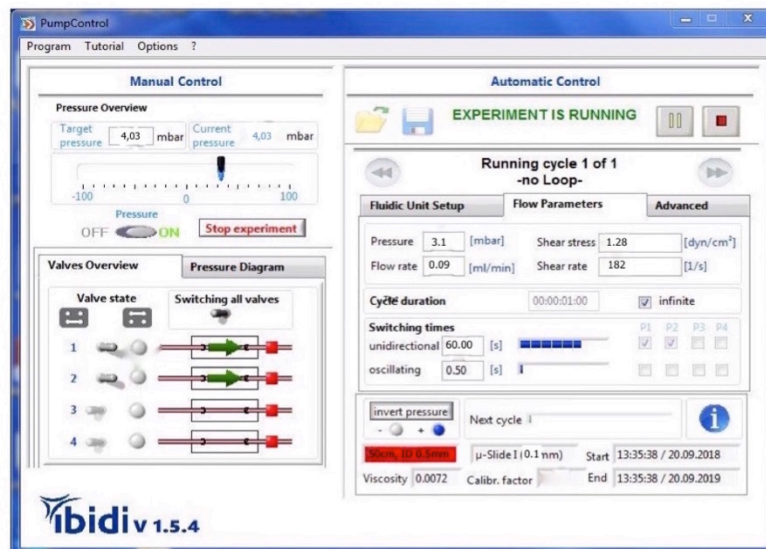 PumpControl
Program Tutorial Options ?
Manual Control
Pressure Overview
Target pressure 4,03 mbar Current pressure 4,03 mbar
-100 0 100
Pressure
OFF ON Stop experiment
Valves Overview Pressure Diagram
Valve state Switching all valves
1
2
3
4
ibidi v 1.5.4
Automatic Control
EXPERIMENT IS RUNNING
Running cycle 1 of 1
-no Loop-
Fluidic Unit Setup Flow Parameters Advanced
Pressure 3.1 [mbar] Shear stress 1.28 [dyn/cm²]
Flow rate 0.09 [ml/min] Shear rate 182 [1/s]
Cycle duration 00:00:01:00 infinite
Switching times P1 P2 P3 P4
unidirectional 60.00 [s]
oscillating 0.50 [s]
invert pressure Next cycle
- +
50cm, ID 0.5mm µ-Slide I (0.1 mm) Start 13:35:38 / 20.09.2018
Viscosity 0.0072 Calibr. factor End 13:35:38 / 20.09.2019